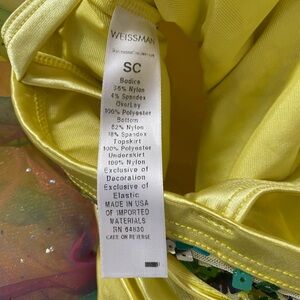 WEISSMAN
SC
Bodice
96% Nylon
4% Spandex
Overlay
100% Polyester
Bottom
82% Nylon
18% Spandex
Topskirt
100% Polyester
Underskirt
100% Nylon
Exclusive of
Decoration
Exclusive of
Elastic
MADE IN USA
OF IMPORTED
MATERIALS
RN 64830
CARE ON REVERSE